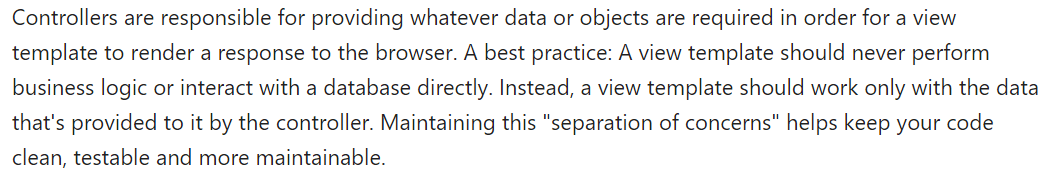 Controllers are responsible for providing whatever data or objects are required in order for a view
template to render a response to the browser. A best practice: A view template should never perform
business logic or interact with a database directly. Instead, a view template should work only with the data
that's provided to it by the controller. Maintaining this "separation of concerns" helps keep your code
clean, testable and more maintainable.